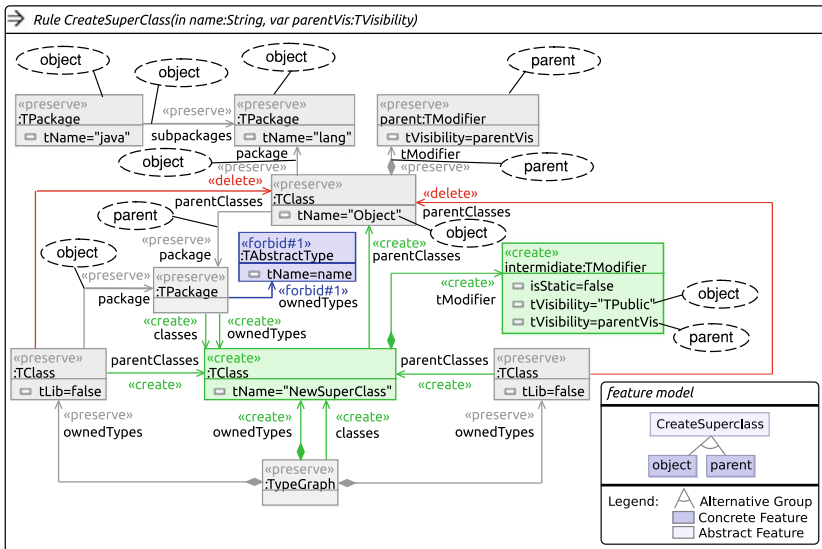 Rule CreateSuperClass(in name:String, var parentVis:TVisibility)
object
object
object
parent
«preserve»
:TPackage
tName="java"
«preserve»
subpackages
«preserve»
:TPackage
tName="lang"
«preserve»
parent:TModifier
tVisibility=parentVis
object
package
«preserve»
tModifier
«preserve»
parent
«delete»
parentClasses
«preserve»
:TClass
tName="Object"
«delete»
parentClasses
parent
object
object
«preserve»
package
«forbid#1»
:TAbstractType
tName=name
«create»
parentClasses
«create»
intermidiate:TModifier
isStatic=false
tVisibility="TPublic"
tVisibility=parentVis
object
parent
«preserve»
package
«preserve»
:TPackage
«forbid#1»
ownedTypes
«create»
tModifier
«create»
classes
«create»
ownedTypes
«preserve»
:TClass
tLib=false
parentClasses
«create»
«create»
:TClass
tName="NewSuperClass"
parentClasses
«create»
«preserve»
:TClass
tLib=false
«preserve»
ownedTypes
«create»
ownedTypes
«create»
classes
«preserve»
ownedTypes
«preserve»
:TypeGraph
feature model
CreateSuperclass
object
parent
Legend:
Alternative Group
Concrete Feature
Abstract Feature